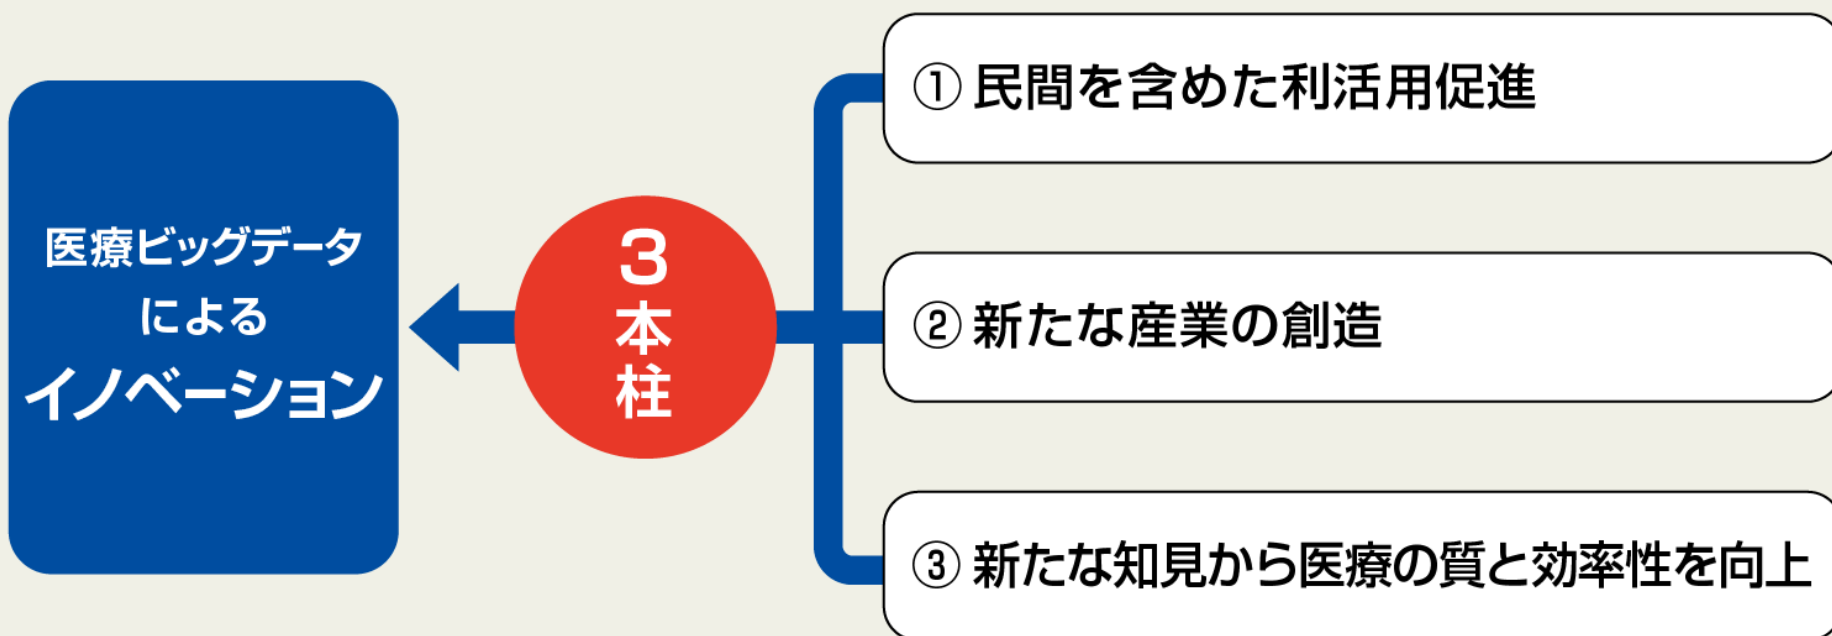 医療ビッグデータ
による
イノベーション
3本柱
① 民間を含めた利活用促進
② 新たな産業の創造
③ 新たな知見から医療の質と効率性を向上